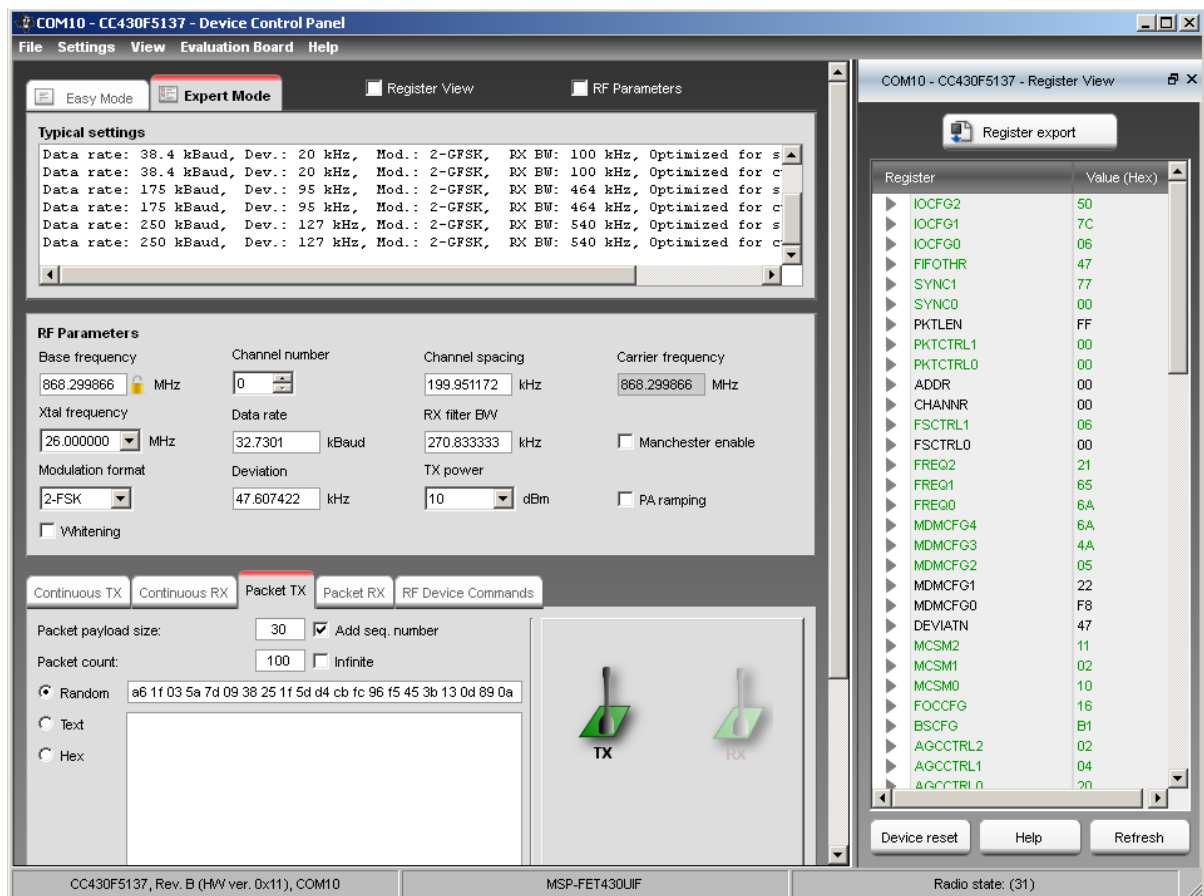 COM10 - CC430F5137 - Device Control Panel
File Settings View Evaluation Board Help
Easy Mode Expert Mode Register View RF Parameters
Typical settings
Data rate: 38.4 kBaud, Dev.: 20 kHz, Mod.: 2-GFSK, RX BW: 100 kHz, Optimized for s
Data rate: 38.4 kBaud, Dev.: 20 kHz, Mod.: 2-GFSK, RX BW: 100 kHz, Optimized for c
Data rate: 175 kBaud, Dev.: 95 kHz, Mod.: 2-GFSK, RX BW: 464 kHz, Optimized for s
Data rate: 175 kBaud, Dev.: 95 kHz, Mod.: 2-GFSK, RX BW: 464 kHz, Optimized for c
Data rate: 250 kBaud, Dev.: 127 kHz, Mod.: 2-GFSK, RX BW: 540 kHz, Optimized for s
Data rate: 250 kBaud, Dev.: 127 kHz, Mod.: 2-GFSK, RX BW: 540 kHz, Optimized for c
RF Parameters
Base frequency Channel number Channel spacing Carrier frequency
868.299866 MHz 0 199.951172 kHz 868.299866 MHz
Xtal frequency Data rate RX filter BW
26.000000 MHz 32.7301 kBaud 270.833333 kHz Manchester enable
Modulation format Deviation TX power
2-FSK 47.607422 kHz 10 dBm PA ramping
Whitening
Continuous TX Continuous RX Packet TX Packet RX RF Device Commands
Packet payload size: 30 Add seq. number
Packet count: 100 Infinite
Random a6 1f 03 5a 7d 09 38 25 1f 5d d4 cb fc 96 f5 45 3b 13 0d 89 0a
Text
Hex
TX RX
COM10 - CC430F5137 - Register View
Register export
Register Value (Hex)
IOCFG2 50
IOCFG1 7C
IOCFG0 06
FIFOTHR 47
SYNC1 77
SYNC0 00
PKTLEN FF
PKTCTRL1 00
PKTCTRL0 00
ADDR 00
CHANNR 00
FSCTRL1 06
FSCTRL0 00
FREQ2 21
FREQ1 65
FREQ0 6A
MDMCFG4 6A
MDMCFG3 4A
MDMCFG2 05
MDMCFG1 22
MDMCFG0 F8
DEVIATN 47
MCSM2 11
MCSM1 02
MCSM0 10
FOCCFG 16
BSCFG B1
AGCCTRL2 02
AGCCTRL1 04
AGCCTRL0 20
Device reset Help Refresh
CC430F5137, Rev. B (HW ver. 0x11), COM10 MSP-FET430UIF Radio state: (31)